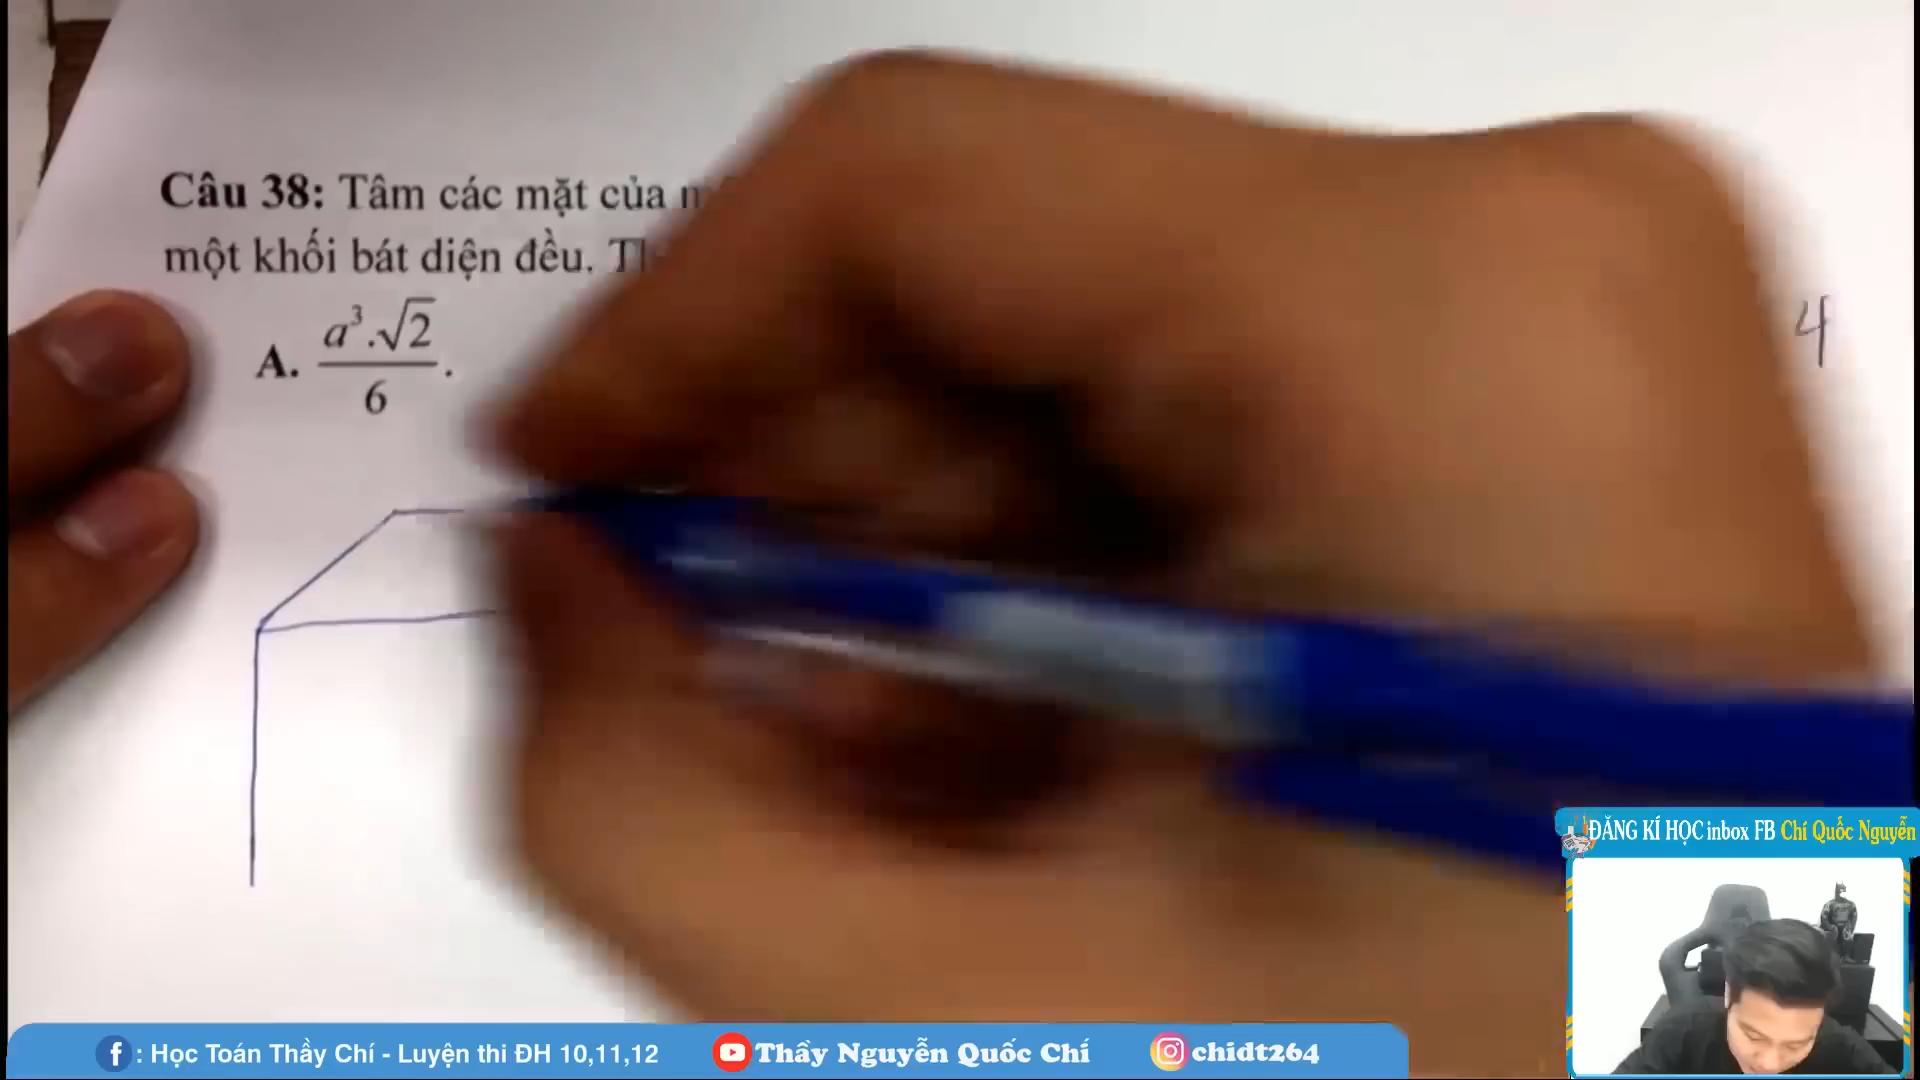 Câu 38: Tâm các mặt của
một khối bát diện đều.
A. a³.√2 / 6 .
4
ĐĂNG KÍ HỌC inbox FB Chí Quốc Nguyễn
f : Học Toán Thầy Chí - Luyện thi ĐH 10,11,12
Thầy Nguyễn Quốc Chí
chidt264